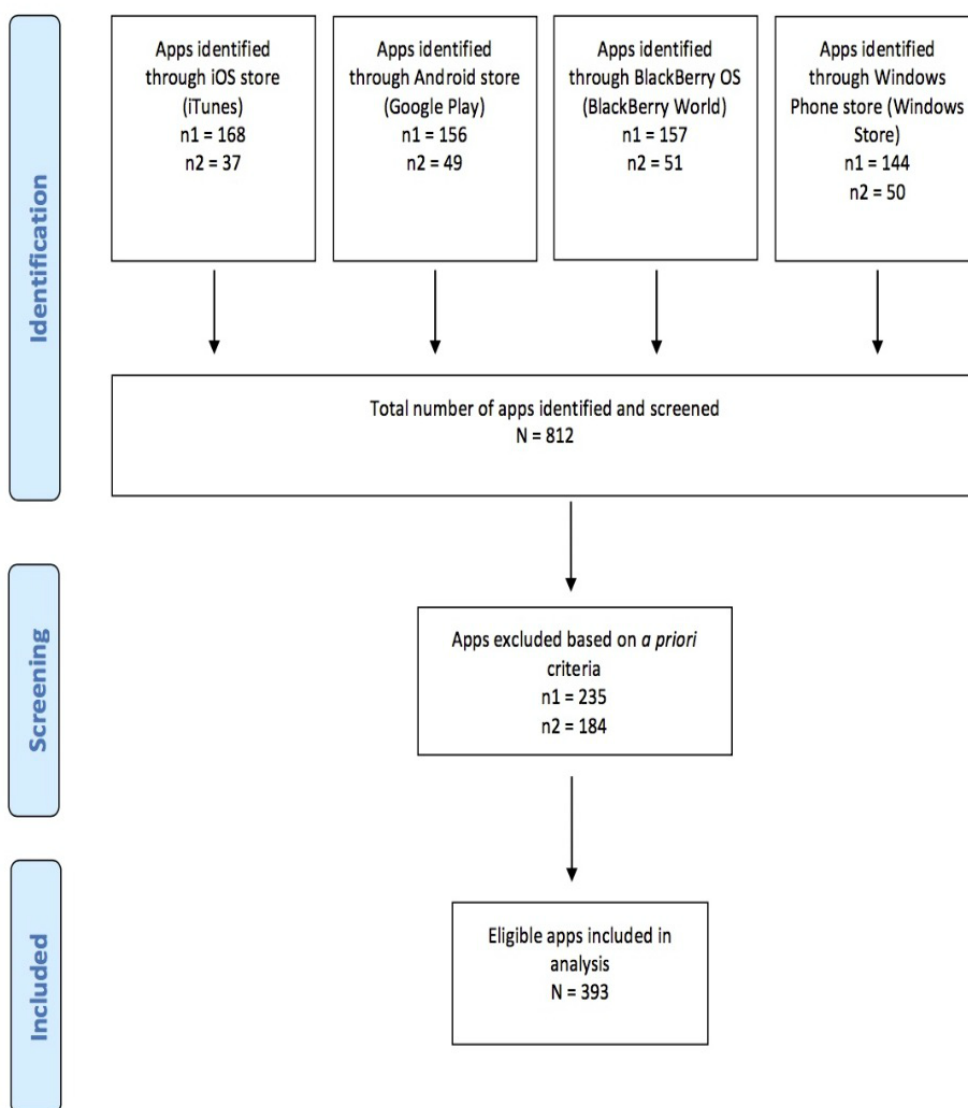 Identification
Apps identified
through iOS store
(iTunes)
n1 = 168
n2 = 37
Apps identified
through Android store
(Google Play)
n1 = 156
n2 = 49
Apps identified
through BlackBerry OS
(BlackBerry World)
n1 = 157
n2 = 51
Apps identified
through Windows
Phone store (Windows
Store)
n1 = 144
n2 = 50
Total number of apps identified and screened
N = 812
Screening
Apps excluded based on a priori
criteria
n1 = 235
n2 = 184
Included
Eligible apps included in
analysis
N = 393